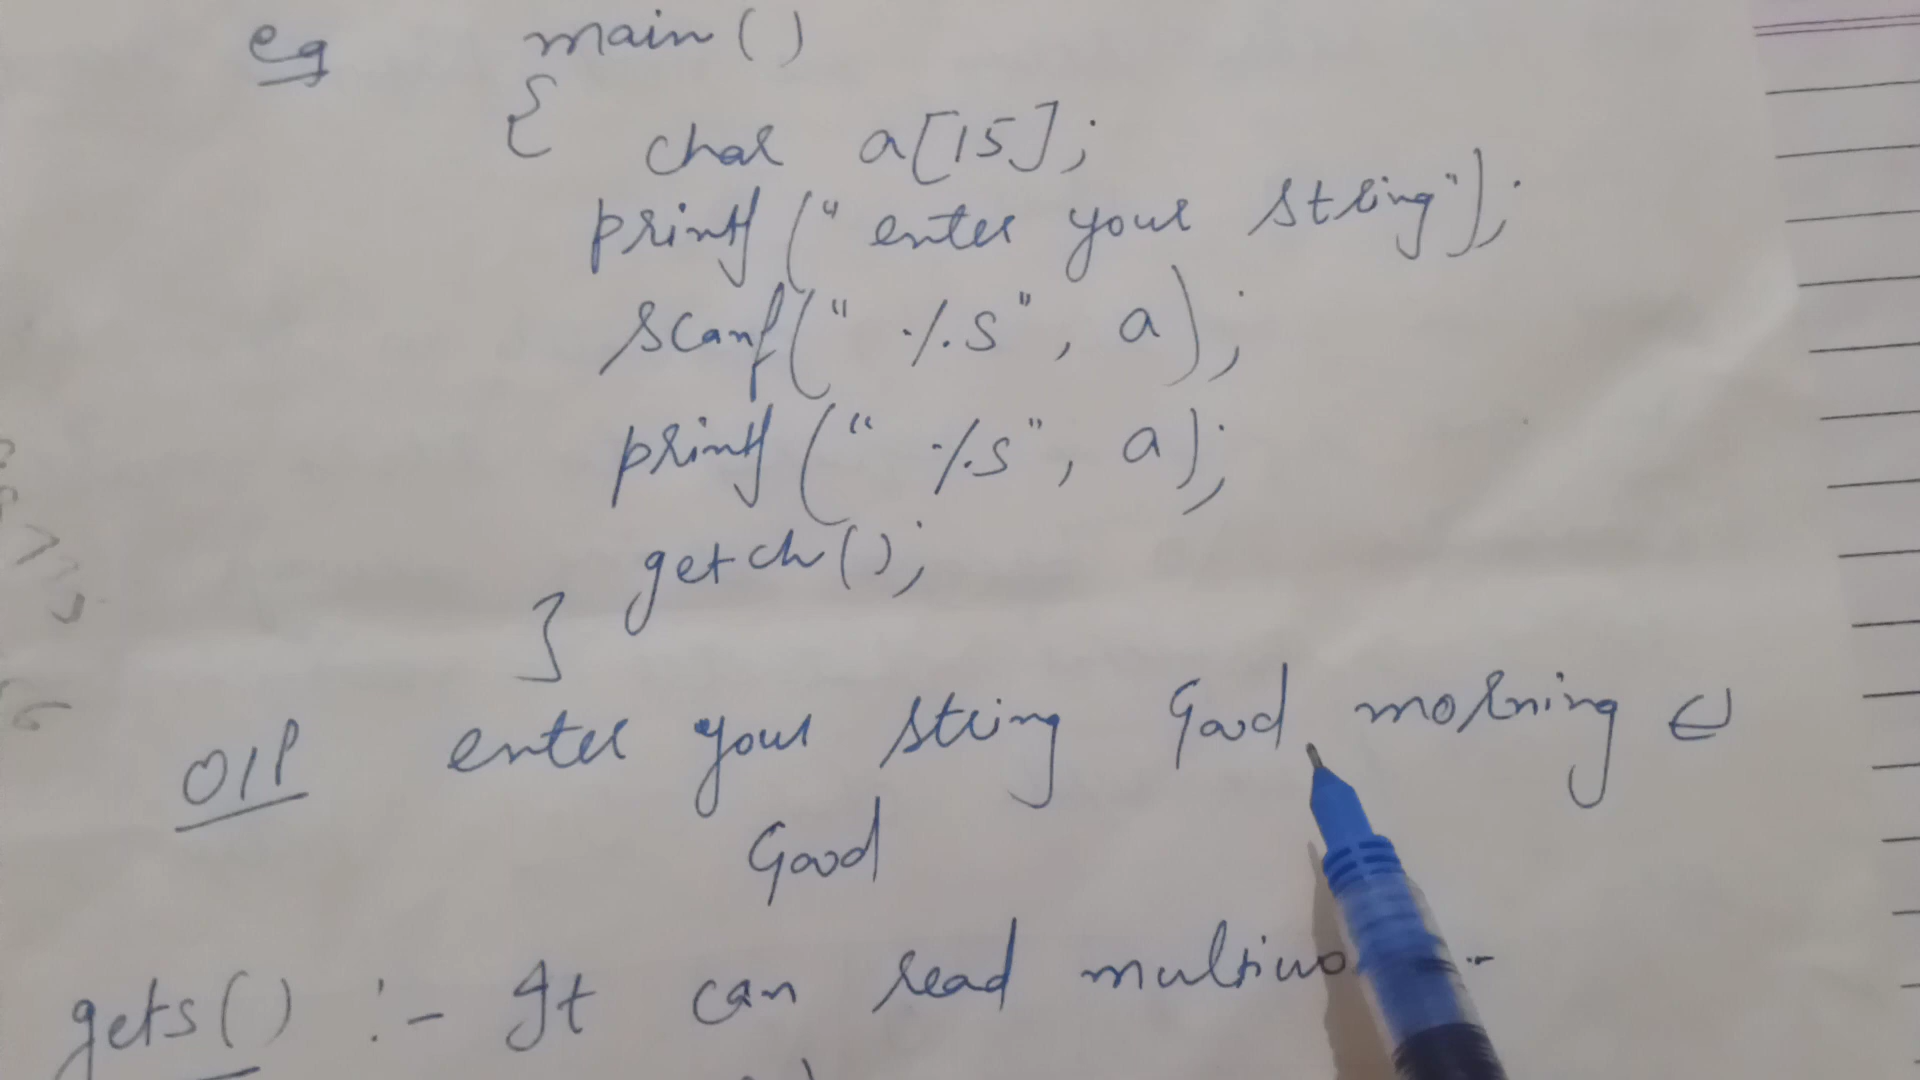 eg main()
{ char a[15];
printf("enter your string");
scanf("%s", a);
printf("%s", a);
getch();
}
O/P enter your string Good morning ↵
Good
gets() :- It can read